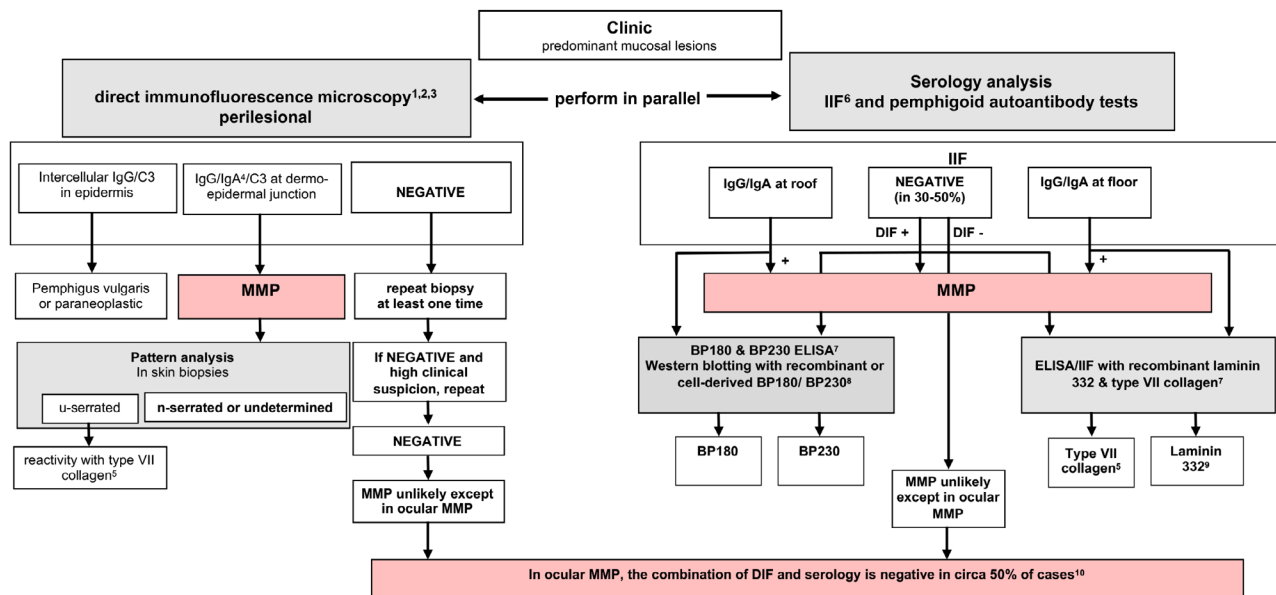 Clinic
predominant mucosal lesions
direct immunofluorescence microscopy1,2,3
perilesional
perform in parallel
Serology analysis
IIF6 and pemphigoid autoantibody tests
Intercellular IgG/C3
in epidermis
IgG/IgA4/C3 at dermo-
epidermal junction
NEGATIVE
IIF
IgG/IgA at roof
NEGATIVE
(in 30-50%)
IgG/IgA at floor
DIF +
DIF -
+
+
Pemphigus vulgaris
or paraneoplastic
MMP
repeat biopsy
at least one time
MMP
Pattern analysis
In skin biopsies
u-serrated
n-serrated or undetermined
If NEGATIVE and
high clinical
suspicion, repeat
BP180 & BP230 ELISA7
Western blotting with recombinant or
cell-derived BP180/ BP2308
ELISA/IIF with recombinant laminin
332 & type VII collagen7
reactivity with type VII
collagen5
NEGATIVE
BP180
BP230
Type VII
collagen5
Laminin
3329
MMP unlikely except
in ocular MMP
MMP unlikely
except in ocular
MMP
In ocular MMP, the combination of DIF and serology is negative in circa 50% of cases10